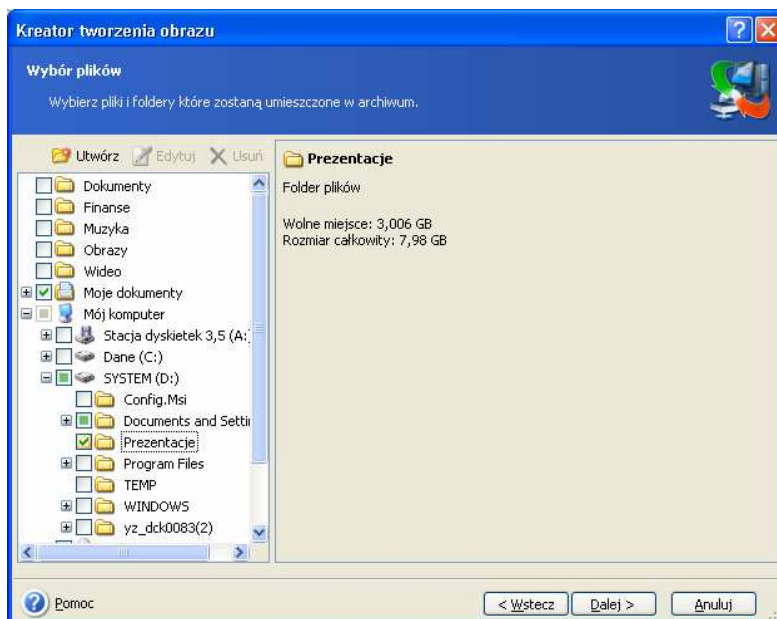 Kreator tworzenia obrazu
Wybór plików
Wybierz pliki i foldery które zostaną umieszczone w archiwum.
Utwórz Edytuj Usuń
Dokumenty
Finanse
Muzyka
Obrazy
Wideo
Moje dokumenty
Mój komputer
Stacja dyskietek 3,5 (A:)
Dane (C:)
SYSTEM (D:)
Config.Msi
Documents and Settin
Prezentacje
Program Files
TEMP
WINDOWS
yz_dck0083(2)
Prezentacje
Folder plików
Wolne miejsce: 3,006 GB
Rozmiar całkowity: 7,98 GB
Pomoc
< Wstecz Dalej > Anuluj